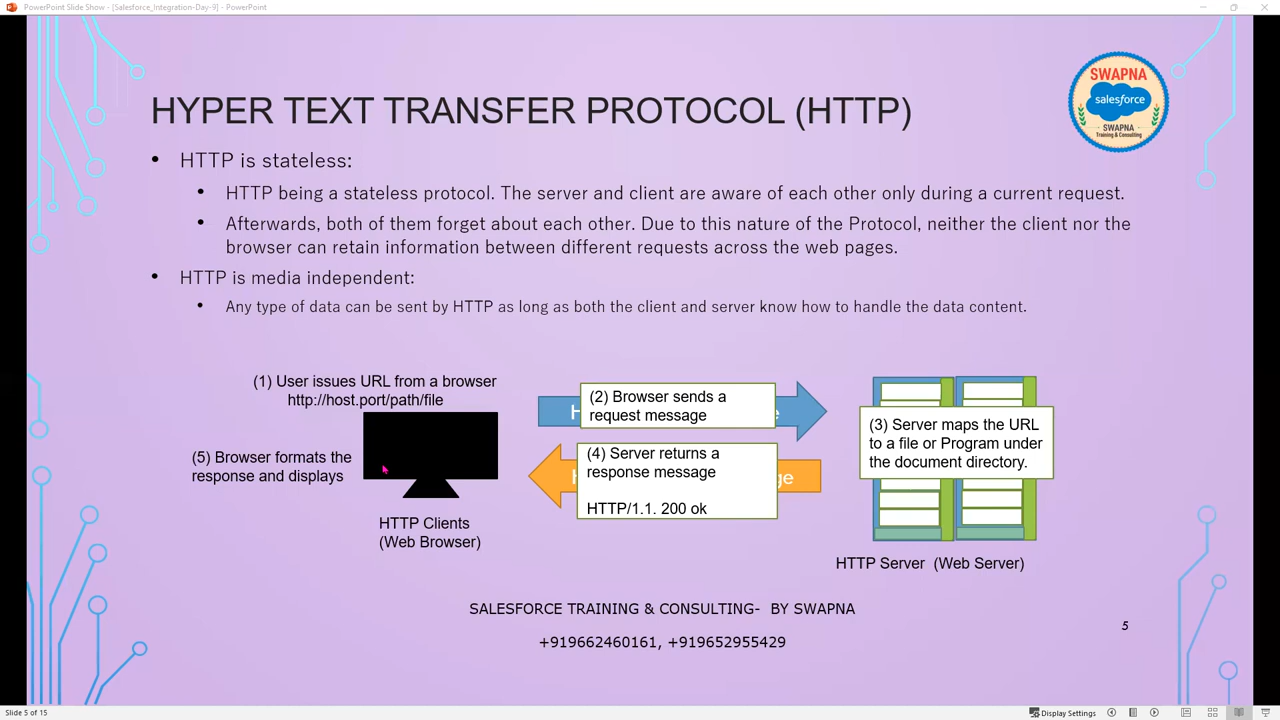 PowerPoint Slide Show - [Salesforce_Integration-Day-9] - PowerPoint
SWAPNA
salesforce
SWAPNA
Training & Consulting
HYPER TEXT TRANSFER PROTOCOL (HTTP)
• HTTP is stateless:
• HTTP being a stateless protocol. The server and client are aware of each other only during a current request.
• Afterwards, both of them forget about each other. Due to this nature of the Protocol, neither the client nor the
browser can retain information between different requests across the web pages.
• HTTP is media independent:
• Any type of data can be sent by HTTP as long as both the client and server know how to handle the data content.
(1) User issues URL from a browser
http://host.port/path/file
(2) Browser sends a
request message
(3) Server maps the URL
to a file or Program under
the document directory.
(4) Server returns a
response message
HTTP/1.1. 200 ok
(5) Browser formats the
response and displays
HTTP Clients
(Web Browser)
HTTP Server (Web Server)
SALESFORCE TRAINING & CONSULTING- BY SWAPNA
+919662460161, +919652955429
5
Slide 5 of 15
Display Settings